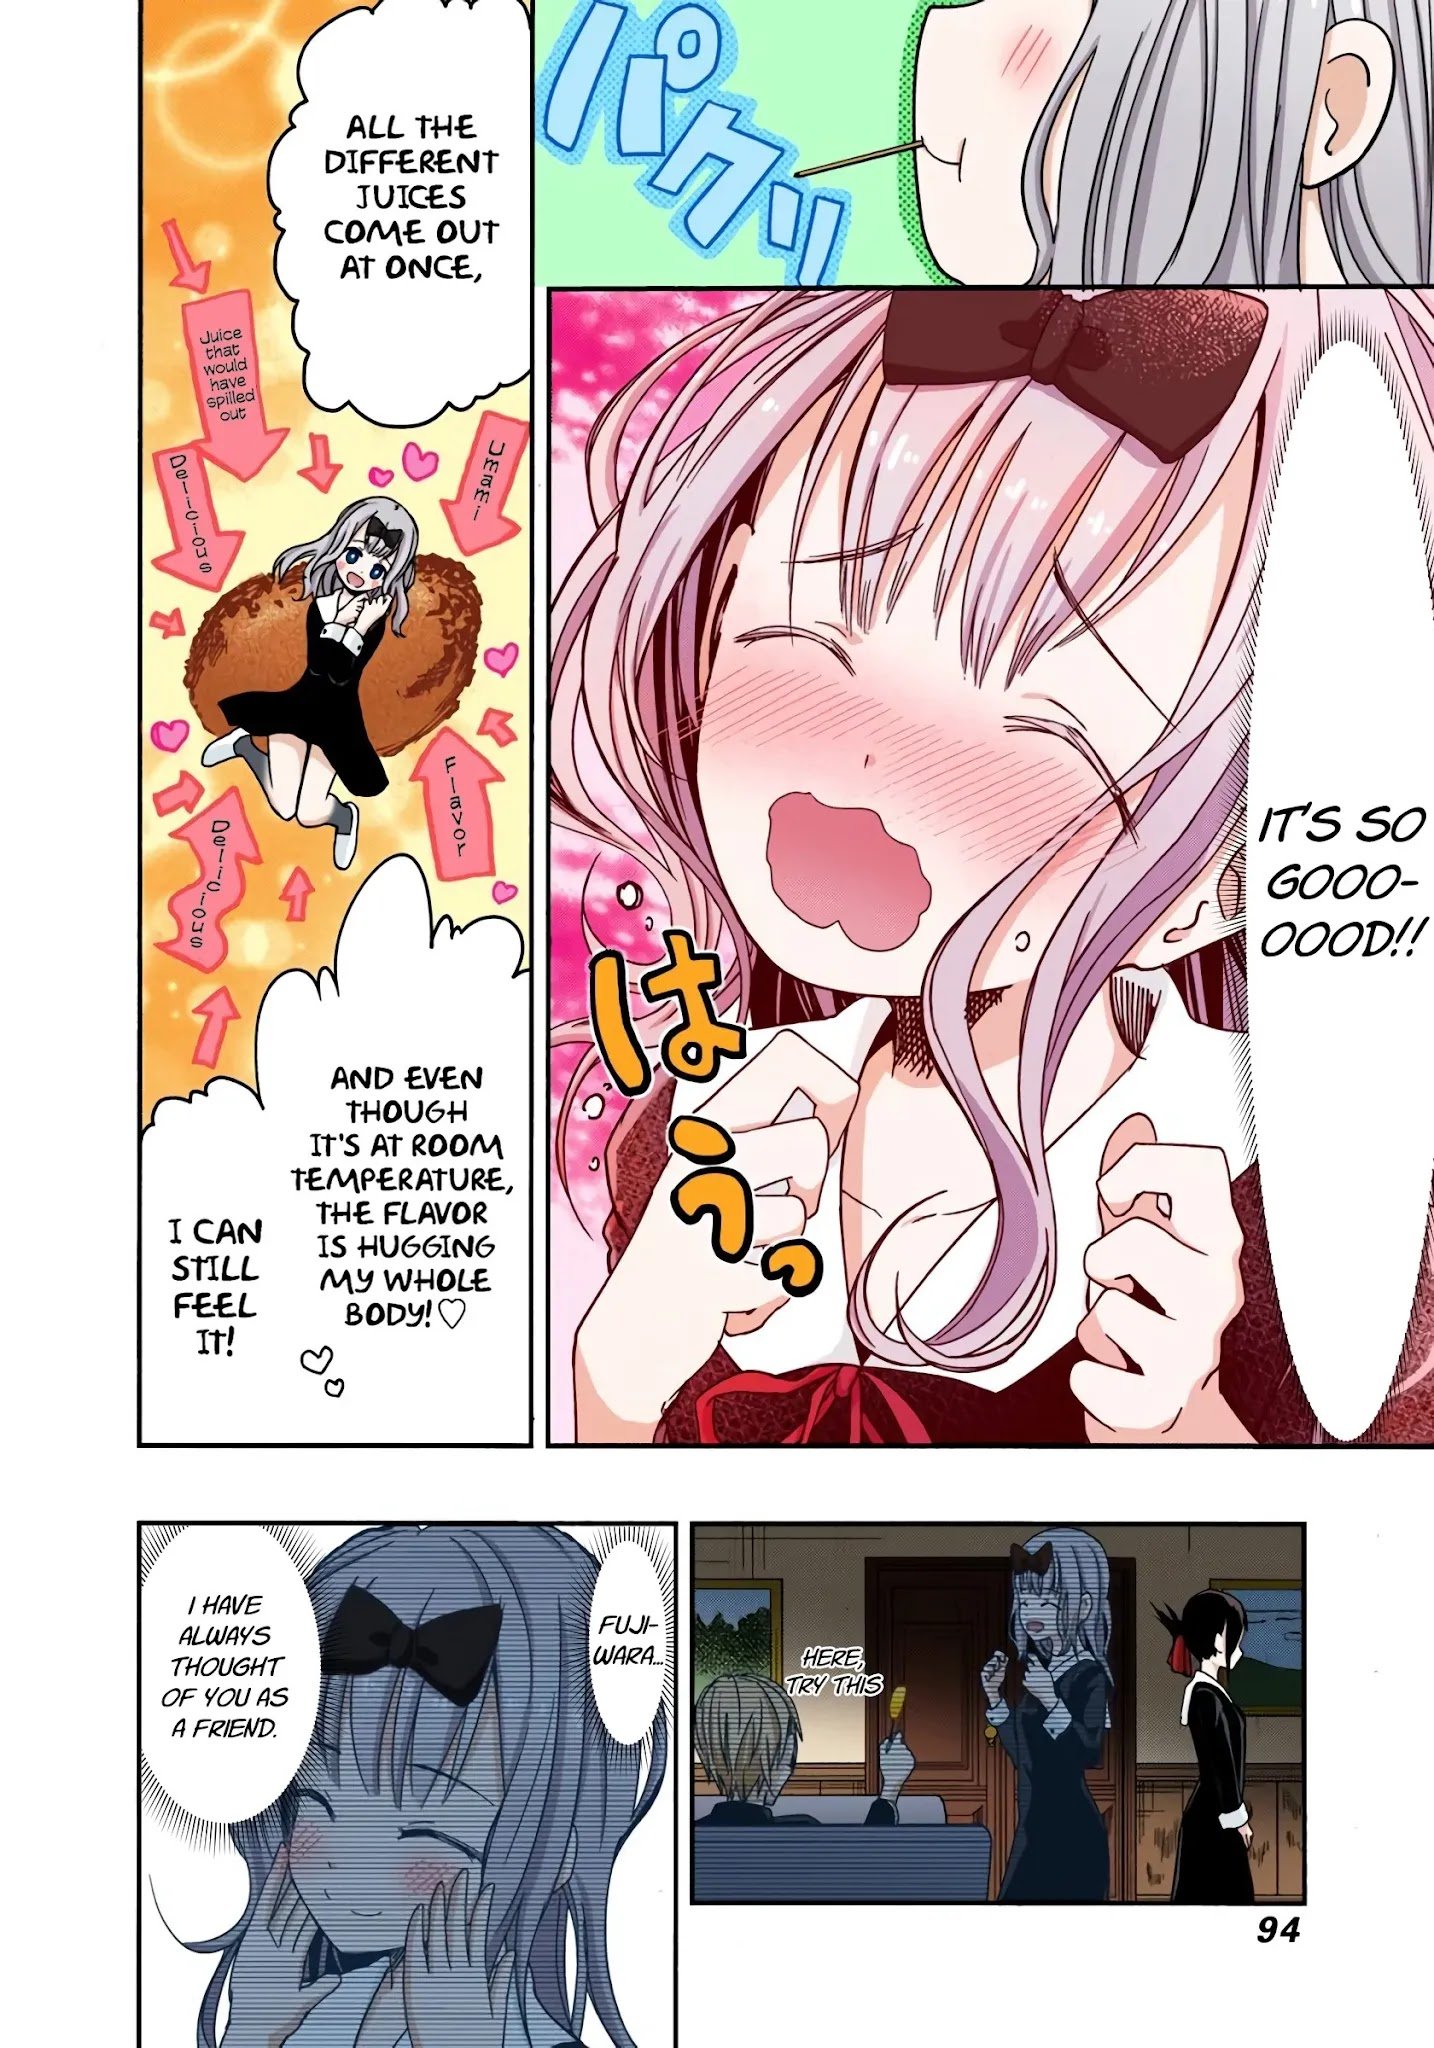 パクリ
IT'S SO
GOOO-
OOOD!!
はうっ
ALL THE
DIFFERENT
JUICES
COME OUT
AT ONCE,
Juice
that
would
have
spilled
out
Umami
Delicious
Flavor
Delicious
AND EVEN
THOUGH
IT'S AT ROOM
TEMPERATURE,
THE FLAVOR
IS HUGGING
MY WHOLE
BODY!♡
I CAN
STILL
FEEL
IT!
HERE,
TRY THIS
FUJI-
WARA...
I HAVE
ALWAYS
THOUGHT
OF YOU AS
A FRIEND.
94